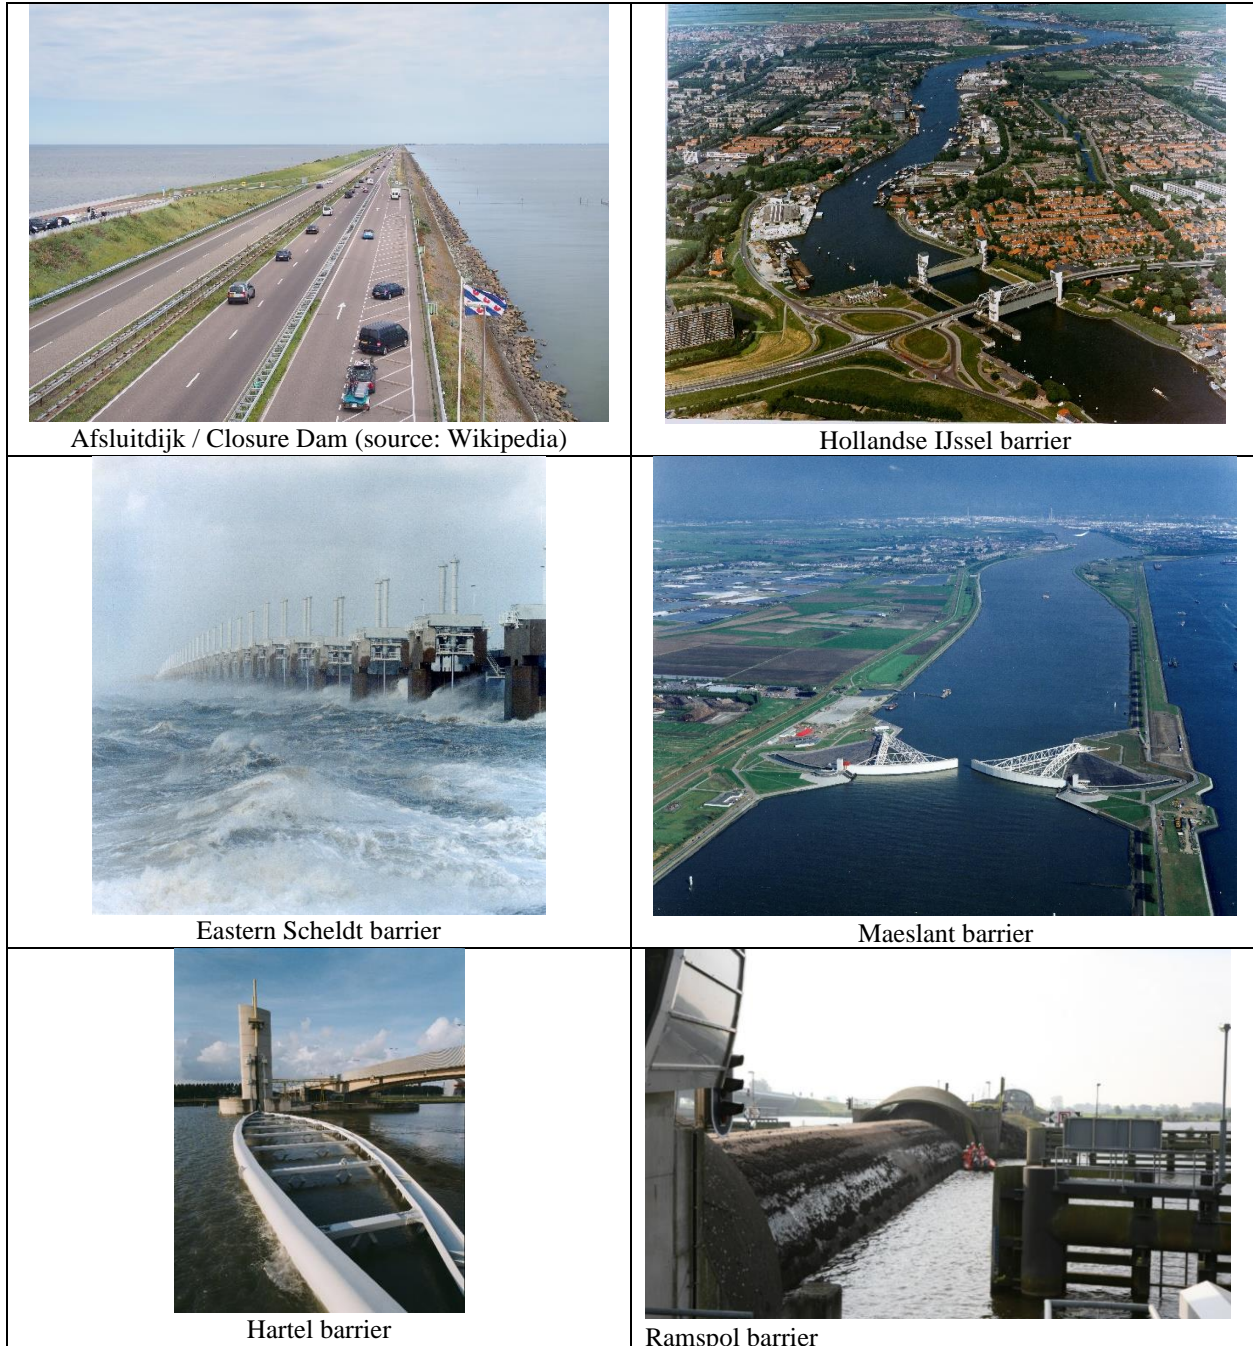 Afsluitdijk / Closure Dam (source: Wikipedia)
Hollandse IJssel barrier
Eastern Scheldt barrier
Maeslant barrier
Hartel barrier
Ramspol barrier